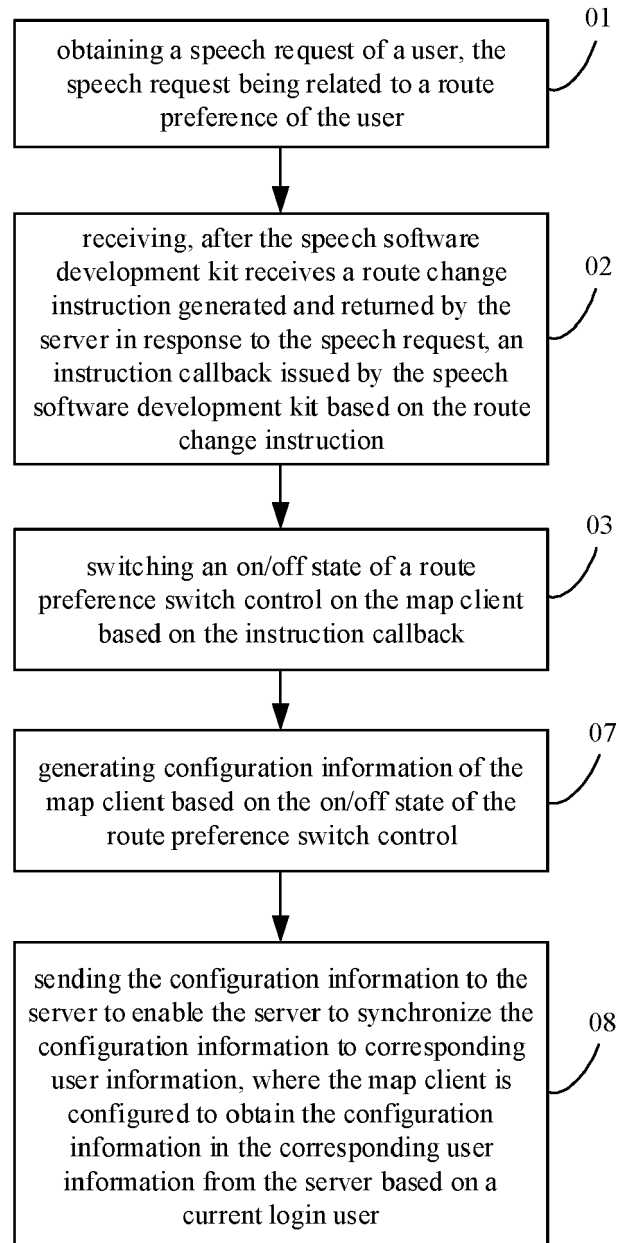 01
obtaining a speech request of a user, the
speech request being related to a route
preference of the user
receiving, after the speech software
development kit receives a route change
instruction generated and returned by the
server in response to the speech request, an
instruction callback issued by the speech
software development kit based on the route
change instruction
02
switching an on/off state of a route
preference switch control on the map client
based on the instruction callback
03
generating configuration information of the
map client based on the on/off state of the
route preference switch control
07
sending the configuration information to the
server to enable the server to synchronize the
configuration information to corresponding
user information, where the map client is
configured to obtain the configuration
information in the corresponding user
information from the server based on a
current login user
08